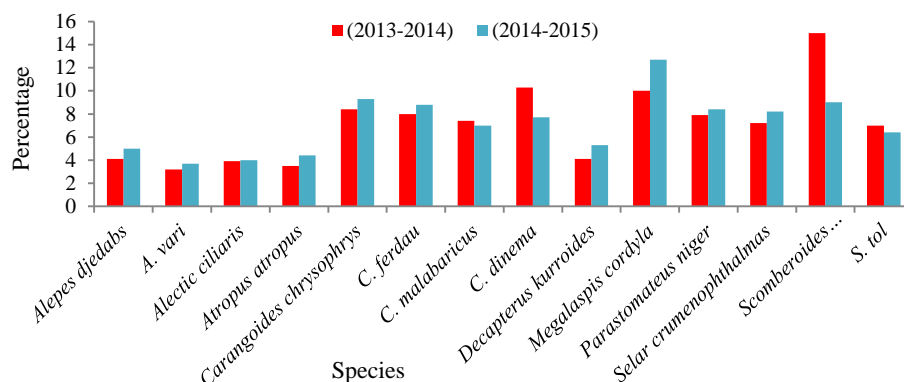 Percentage
16
14
12
10
8
6
4
2
0
(2013-2014)
(2014-2015)
Alepes djedabs
A. vari
Alectic ciliaris
Atropus atropus
Carangoides chrysophrys
C. ferdau
C. malabaricus
C. dinema
Decapterus kurroides
Megalaspis cordyla
Parastomateus niger
Selar crumenophthalmas
Scomberoides...
S. tol
Species